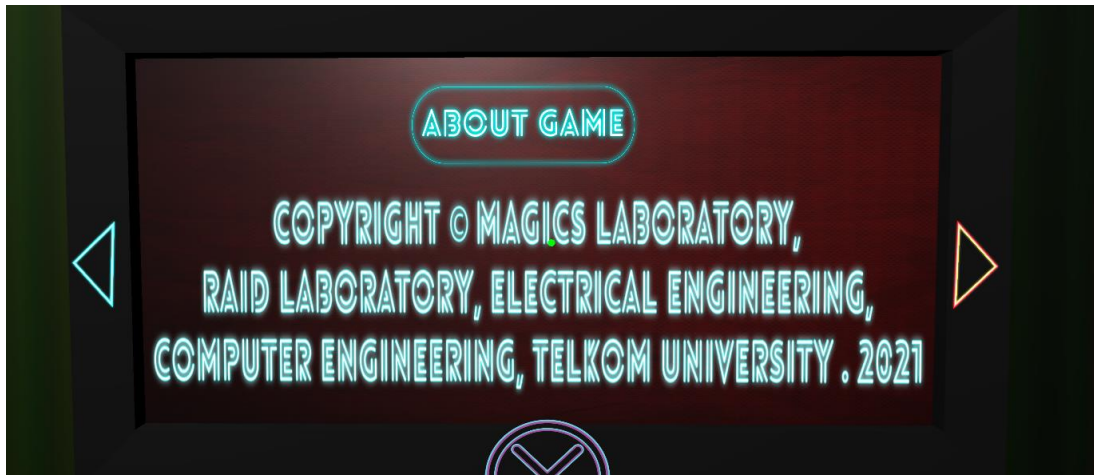 ABOUT GAME
COPYRIGHT © MAGICS LABORATORY,
RAID LABORATORY, ELECTRICAL ENGINEERING,
COMPUTER ENGINEERING, TELKOM UNIVERSITY . 2021